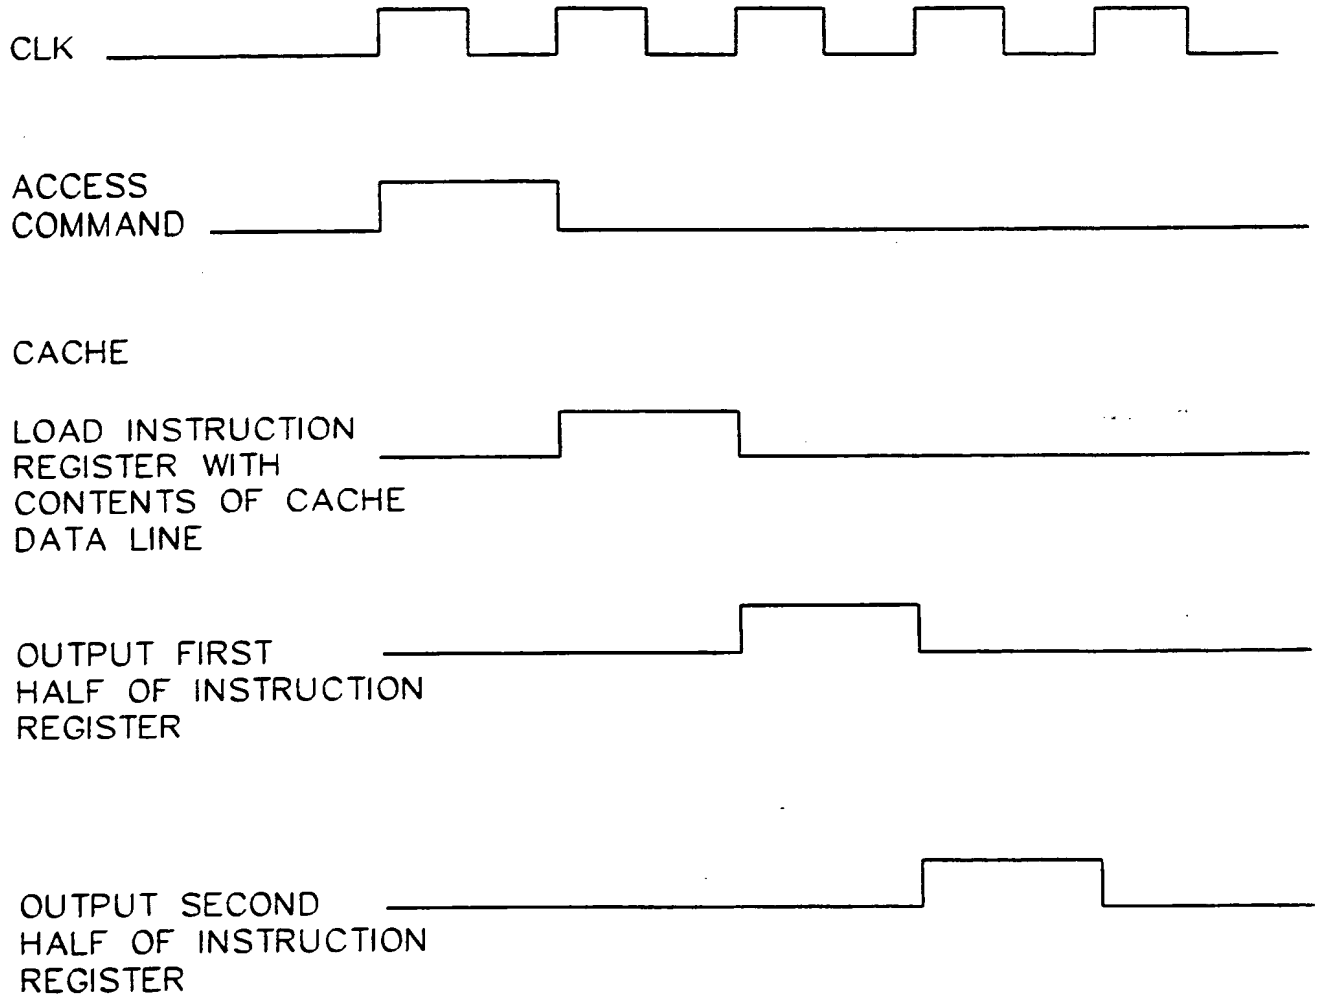 CLK
ACCESS
COMMAND
CACHE
LOAD INSTRUCTION
REGISTER WITH
CONTENTS OF CACHE
DATA LINE
OUTPUT FIRST
HALF OF INSTRUCTION
REGISTER
OUTPUT SECOND
HALF OF INSTRUCTION
REGISTER